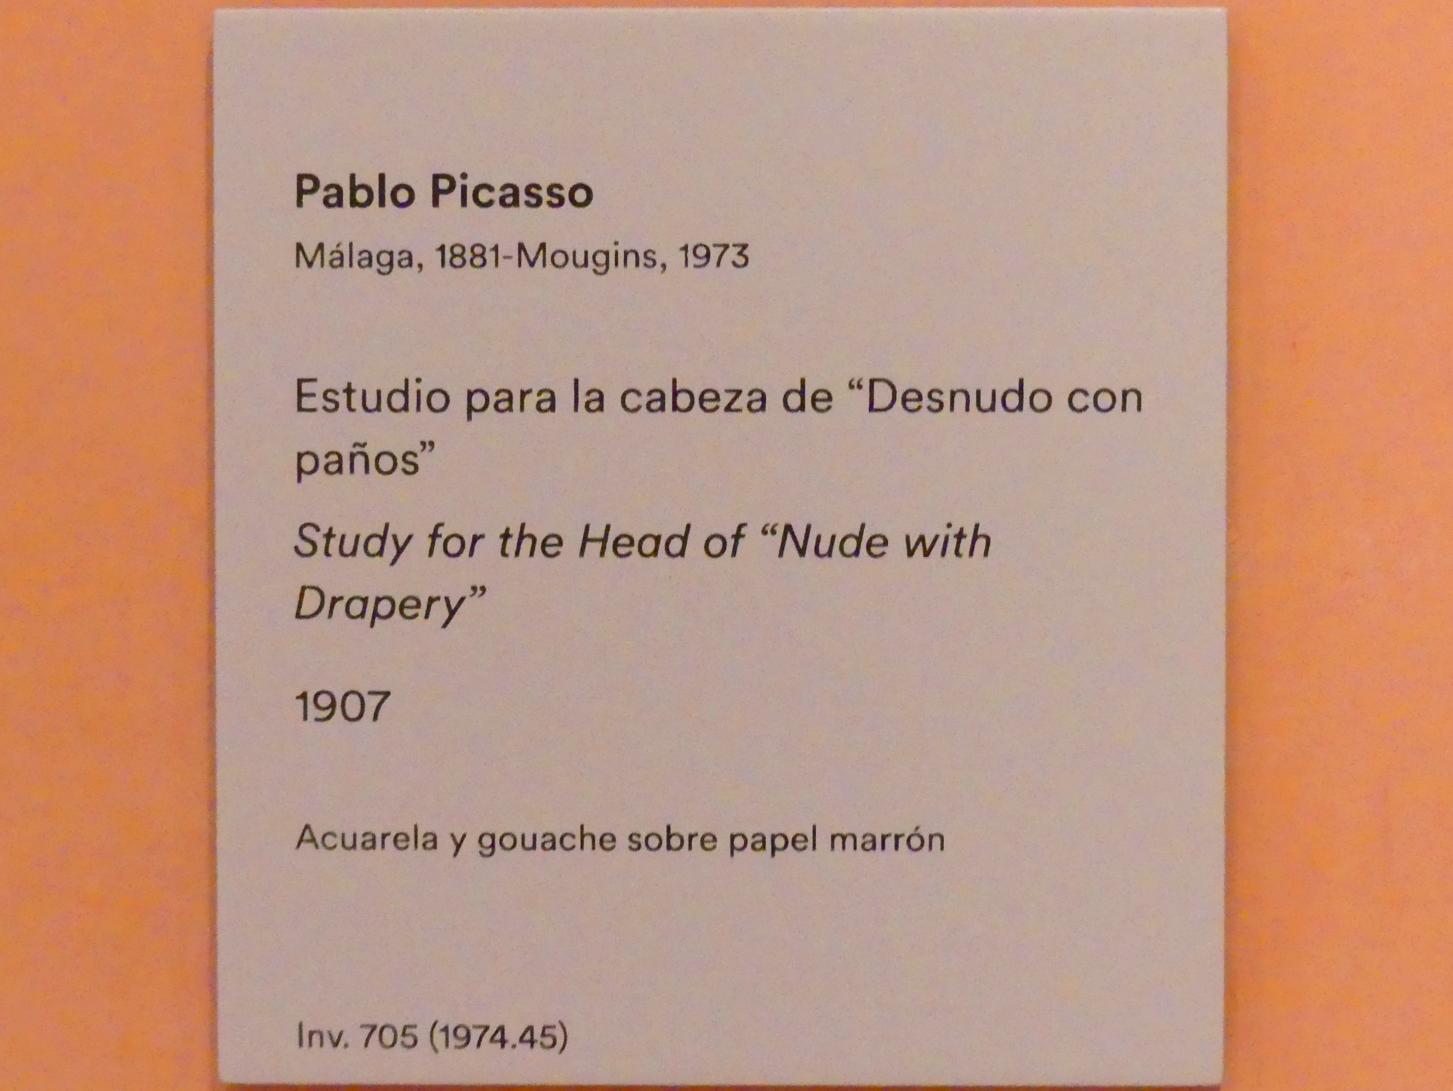 Pablo Picasso
Málaga, 1881-Mougins, 1973
Estudio para la cabeza de “Desnudo con
paños”
Study for the Head of “Nude with
Drapery”
1907
Acuarela y gouache sobre papel marrón
Inv. 705 (1974.45)